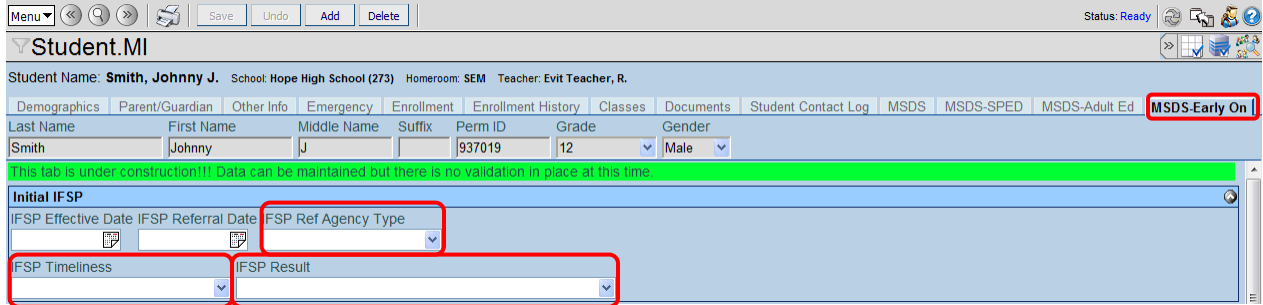 Menu Save Undo Add Delete Status: Ready
Student.MI
Student Name: Smith, Johnny J. School: Hope High School (273) Homeroom: SEM Teacher: Evit Teacher, R.
Demographics Parent/Guardian Other Info Emergency Enrollment Enrollment History Classes Documents Student Contact Log MSDS MSDS-SPED MSDS-Adult Ed MSDS-Early On
Last Name First Name Middle Name Suffix Perm ID Grade Gender
Smith Johnny J 937019 12 Male
This tab is under construction!!! Data can be maintained but there is no validation in place at this time.
Initial IFSP
IFSP Effective Date IFSP Referral Date IFSP Ref Agency Type
IFSP Timeliness IFSP Result